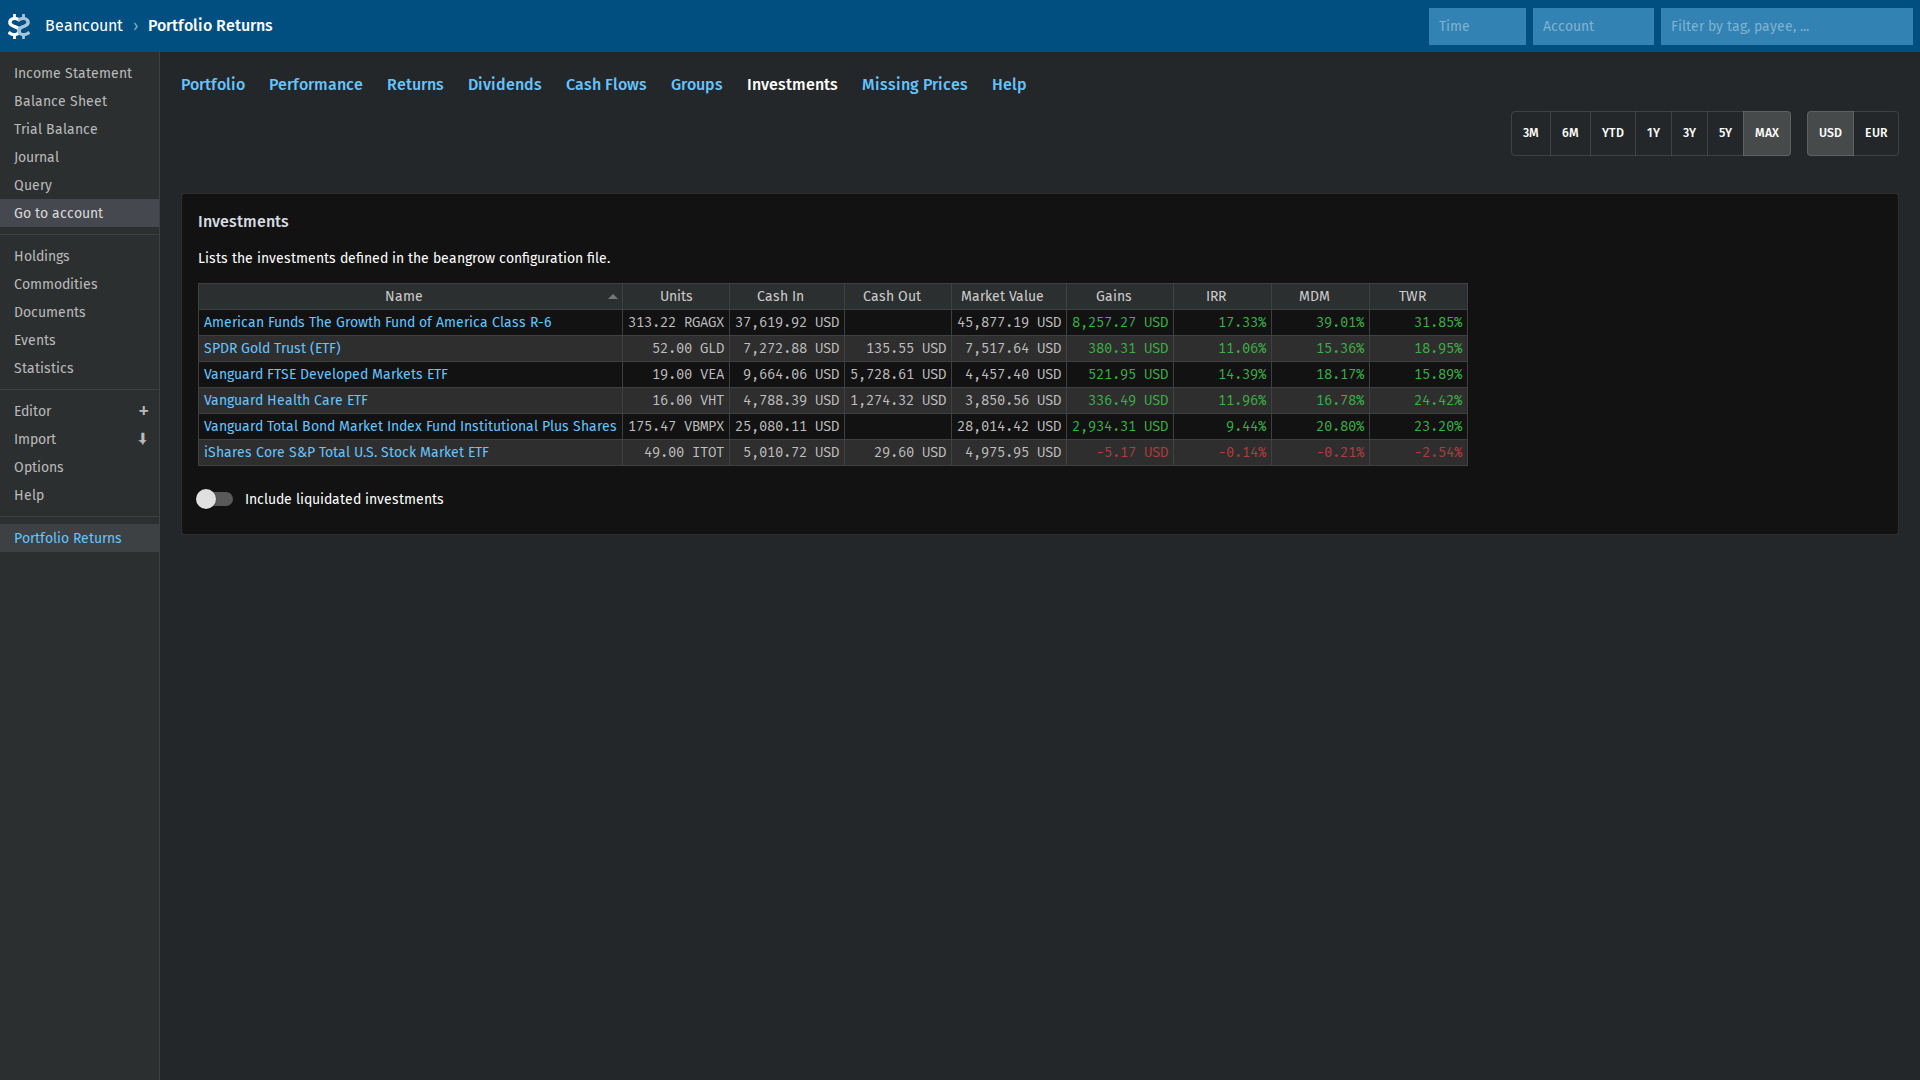 Beancount › Portfolio Returns
Time
Account
Filter by tag, payee, ...
Income Statement
Balance Sheet
Trial Balance
Journal
Query
Go to account
Holdings
Commodities
Documents
Events
Statistics
Editor +
Import
Options
Help
Portfolio Returns
Portfolio Performance Returns Dividends Cash Flows Groups Investments Missing Prices Help
3M 6M YTD 1Y 3Y 5Y MAX USD EUR
Investments
Lists the investments defined in the beangrow configuration file.
Name Units Cash In Cash Out Market Value Gains IRR MDM TWR
American Funds The Growth Fund of America Class R-6 313.22 RGAGX 37,619.92 USD 45,877.19 USD 8,257.27 USD 17.33% 39.01% 31.85%
SPDR Gold Trust (ETF) 52.00 GLD 7,272.88 USD 135.55 USD 7,517.64 USD 380.31 USD 11.06% 15.36% 18.95%
Vanguard FTSE Developed Markets ETF 19.00 VEA 9,664.06 USD 5,728.61 USD 4,457.40 USD 521.95 USD 14.39% 18.17% 15.89%
Vanguard Health Care ETF 16.00 VHT 4,788.39 USD 1,274.32 USD 3,850.56 USD 336.49 USD 11.96% 16.78% 24.42%
Vanguard Total Bond Market Index Fund Institutional Plus Shares 175.47 VBMPX 25,080.11 USD 28,014.42 USD 2,934.31 USD 9.44% 20.80% 23.20%
iShares Core S&P Total U.S. Stock Market ETF 49.00 ITOT 5,010.72 USD 29.60 USD 4,975.95 USD -5.17 USD -0.14% -0.21% -2.54%
Include liquidated investments